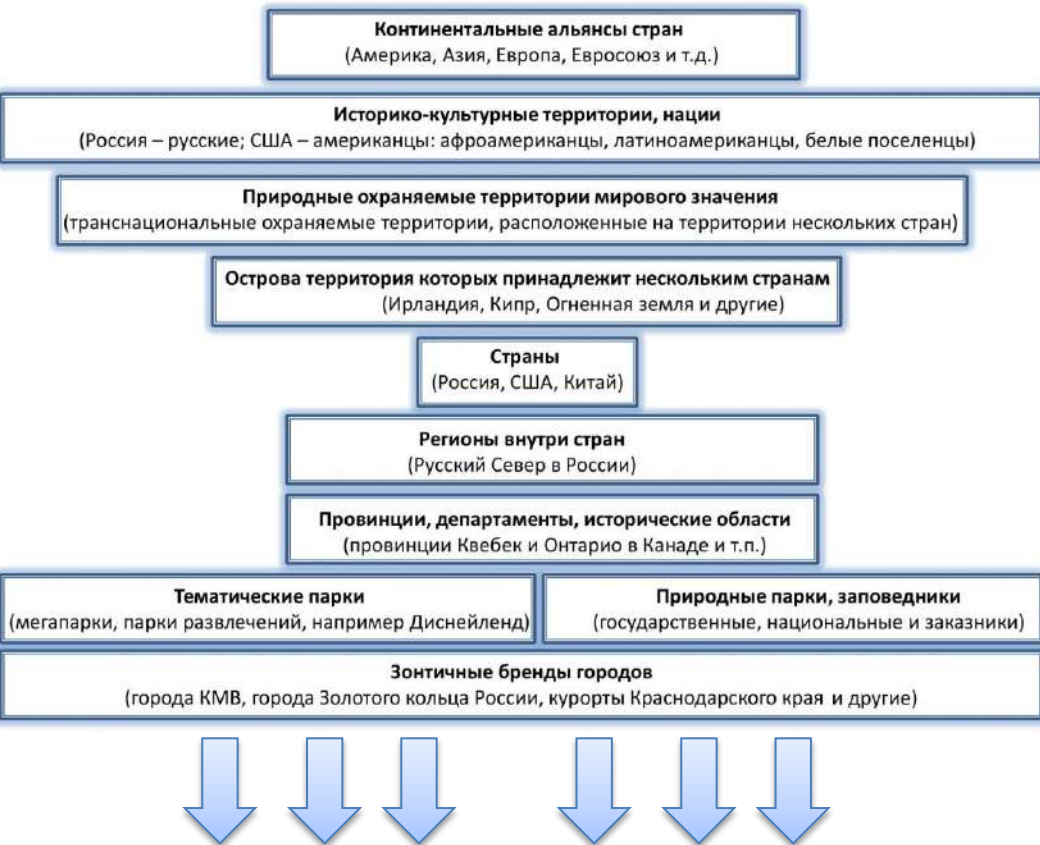 Континентальные альянсы стран
(Америка, Азия, Европа, Евросоюз и т.д.)
Историко-культурные территории, нации
(Россия – русские; США – американцы: афроамериканцы, латиноамериканцы, белые поселенцы)
Природные охраняемые территории мирового значения
(транснациональные охраняемые территории, расположенные на территории нескольких стран)
Острова территория которых принадлежит нескольким странам
(Ирландия, Кипр, Огненная земля и другие)
Страны
(Россия, США, Китай)
Регионы внутри стран
(Русский Север в России)
Провинции, департаменты, исторические области
(провинции Квебек и Онтарио в Канаде и т.п.)
Тематические парки
(мегапарки, парки развлечений, например Диснейленд)
Природные парки, заповедники
(государственные, национальные и заказники)
Зонтичные бренды городов
(города КМВ, города Золотого кольца России, курорты Краснодарского края и другие)